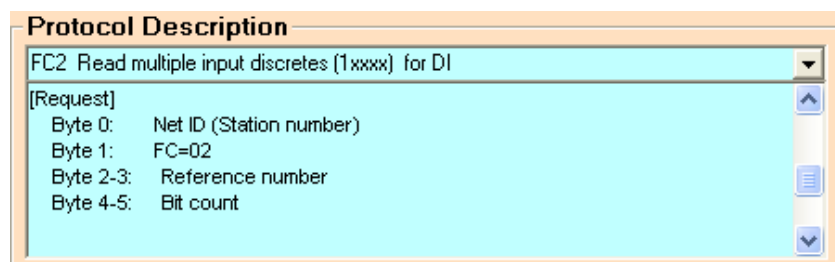 Protocol Description
FC2 Read multiple input discretes (1xxxx) for DI
[Request]
Byte 0: Net ID (Station number)
Byte 1: FC=02
Byte 2-3: Reference number
Byte 4-5: Bit count